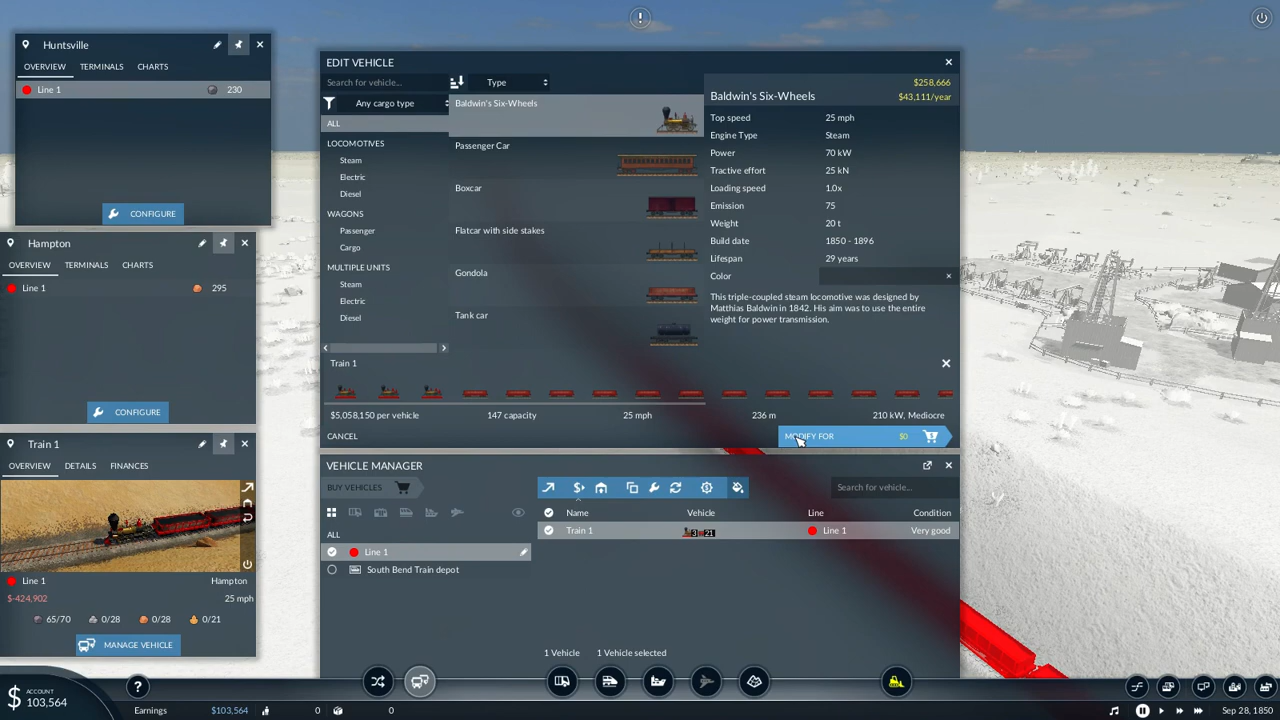 Huntsville
OVERVIEW TERMINALS CHARTS
Line 1 230
CONFIGURE
Hampton
OVERVIEW TERMINALS CHARTS
Line 1 295
CONFIGURE
Train 1
OVERVIEW DETAILS FINANCES
Line 1 Hampton
$-424,902 25 mph
65/70 0/28 0/28 0/21
MANAGE VEHICLE
EDIT VEHICLE
Search for vehicle... Type
Any cargo type
ALL
LOCOMOTIVES
Steam
Electric
Diesel
WAGONS
Passenger
Cargo
MULTIPLE UNITS
Steam
Electric
Diesel
Baldwin's Six-Wheels
Passenger Car
Boxcar
Flatcar with side stakes
Gondola
Tank car
$258,666
Baldwin's Six-Wheels $43,111/year
Top speed 25 mph
Engine Type Steam
Power 70 kW
Tractive effort 25 kN
Loading speed 1.0x
Emission 75
Weight 20 t
Build date 1850 - 1896
Lifespan 29 years
Color
This triple-coupled steam locomotive was designed by
Matthias Baldwin in 1842. His aim was to use the entire
weight for power transmission.
Train 1
$5,058,150 per vehicle 147 capacity 25 mph 236 m 210 kW, Mediocre
CANCEL MODIFY FOR $0
VEHICLE MANAGER
BUY VEHICLES Search for vehicle...
ALL
Line 1
South Bend Train depot
Name Vehicle Line Condition
Train 1 3 21 Line 1 Very good
1 Vehicle 1 Vehicle selected
$ ACCOUNT
103,564
Earnings $103,564 0 0 Sep 28, 1850